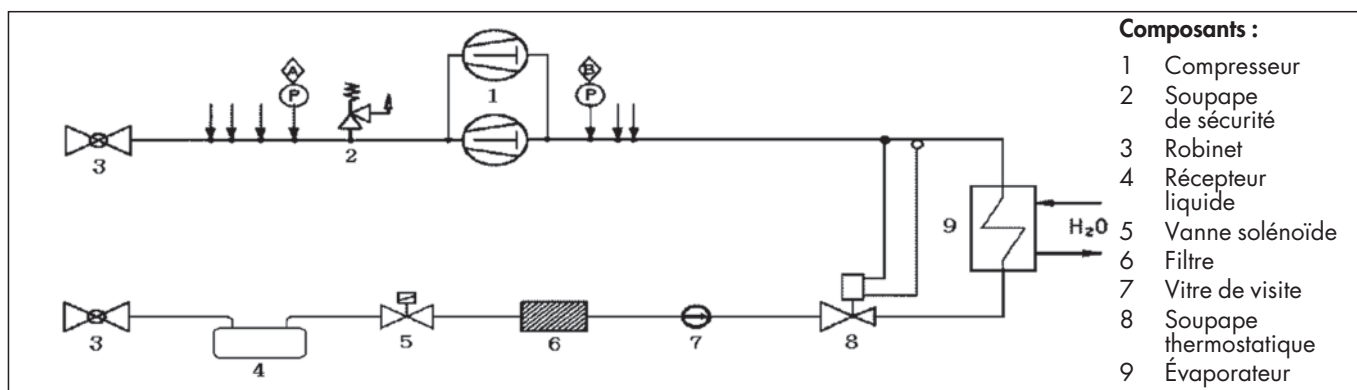 A
B
P
P
1
2
3
9
H₂O
3
4
5
6
7
8
Composants :
1 Compresseur
2 Soupape
de sécurité
3 Robinet
4 Récepteur
liquide
5 Vanne solénoïde
6 Filtre
7 Vitre de visite
8 Soupape
thermostatique
9 Évaporateur